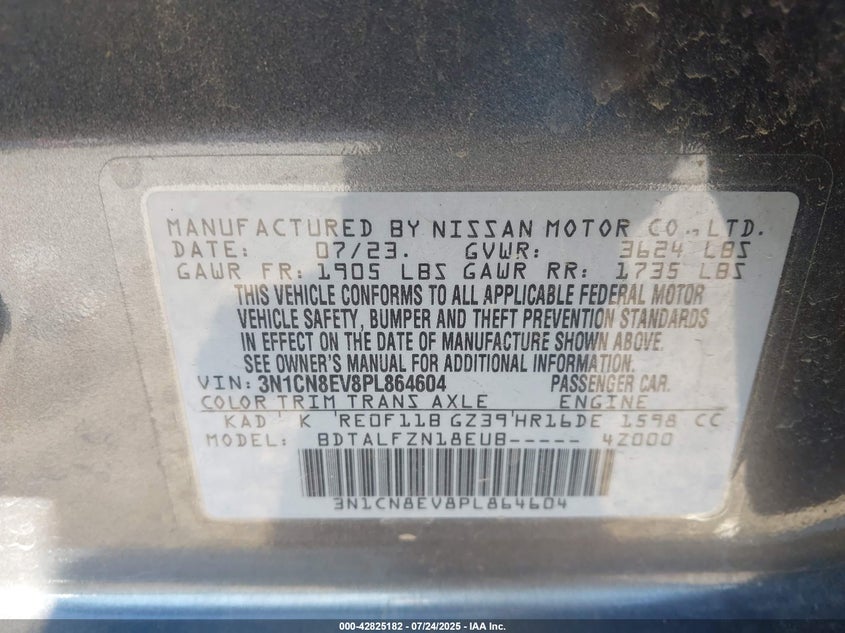 MANUFACTURED BY NISSAN MOTOR CO., LTD.
DATE: 07/23. GVWR: 3624 LBS
GAWR FR: 1905 LBS GAWR RR: 1735 LBS
THIS VEHICLE CONFORMS TO ALL APPLICABLE FEDERAL MOTOR
VEHICLE SAFETY, BUMPER AND THEFT PREVENTION STANDARDS
IN EFFECT ON THE DATE OF MANUFACTURE SHOWN ABOVE.
SEE OWNER'S MANUAL FOR ADDITIONAL INFORMATION.
VIN: 3N1CN8EV8PL864604 PASSENGER CAR.
COLOR TRIM TRANS AXLE ENGINE
KAD K RE0F11B GZ39 HR16DE 1598 CC
MODEL: BDTALFZN18EUB----- 4Z000
3N1CN8EV8PL864604
000-42825182 - 07/24/2025 - IAA Inc.